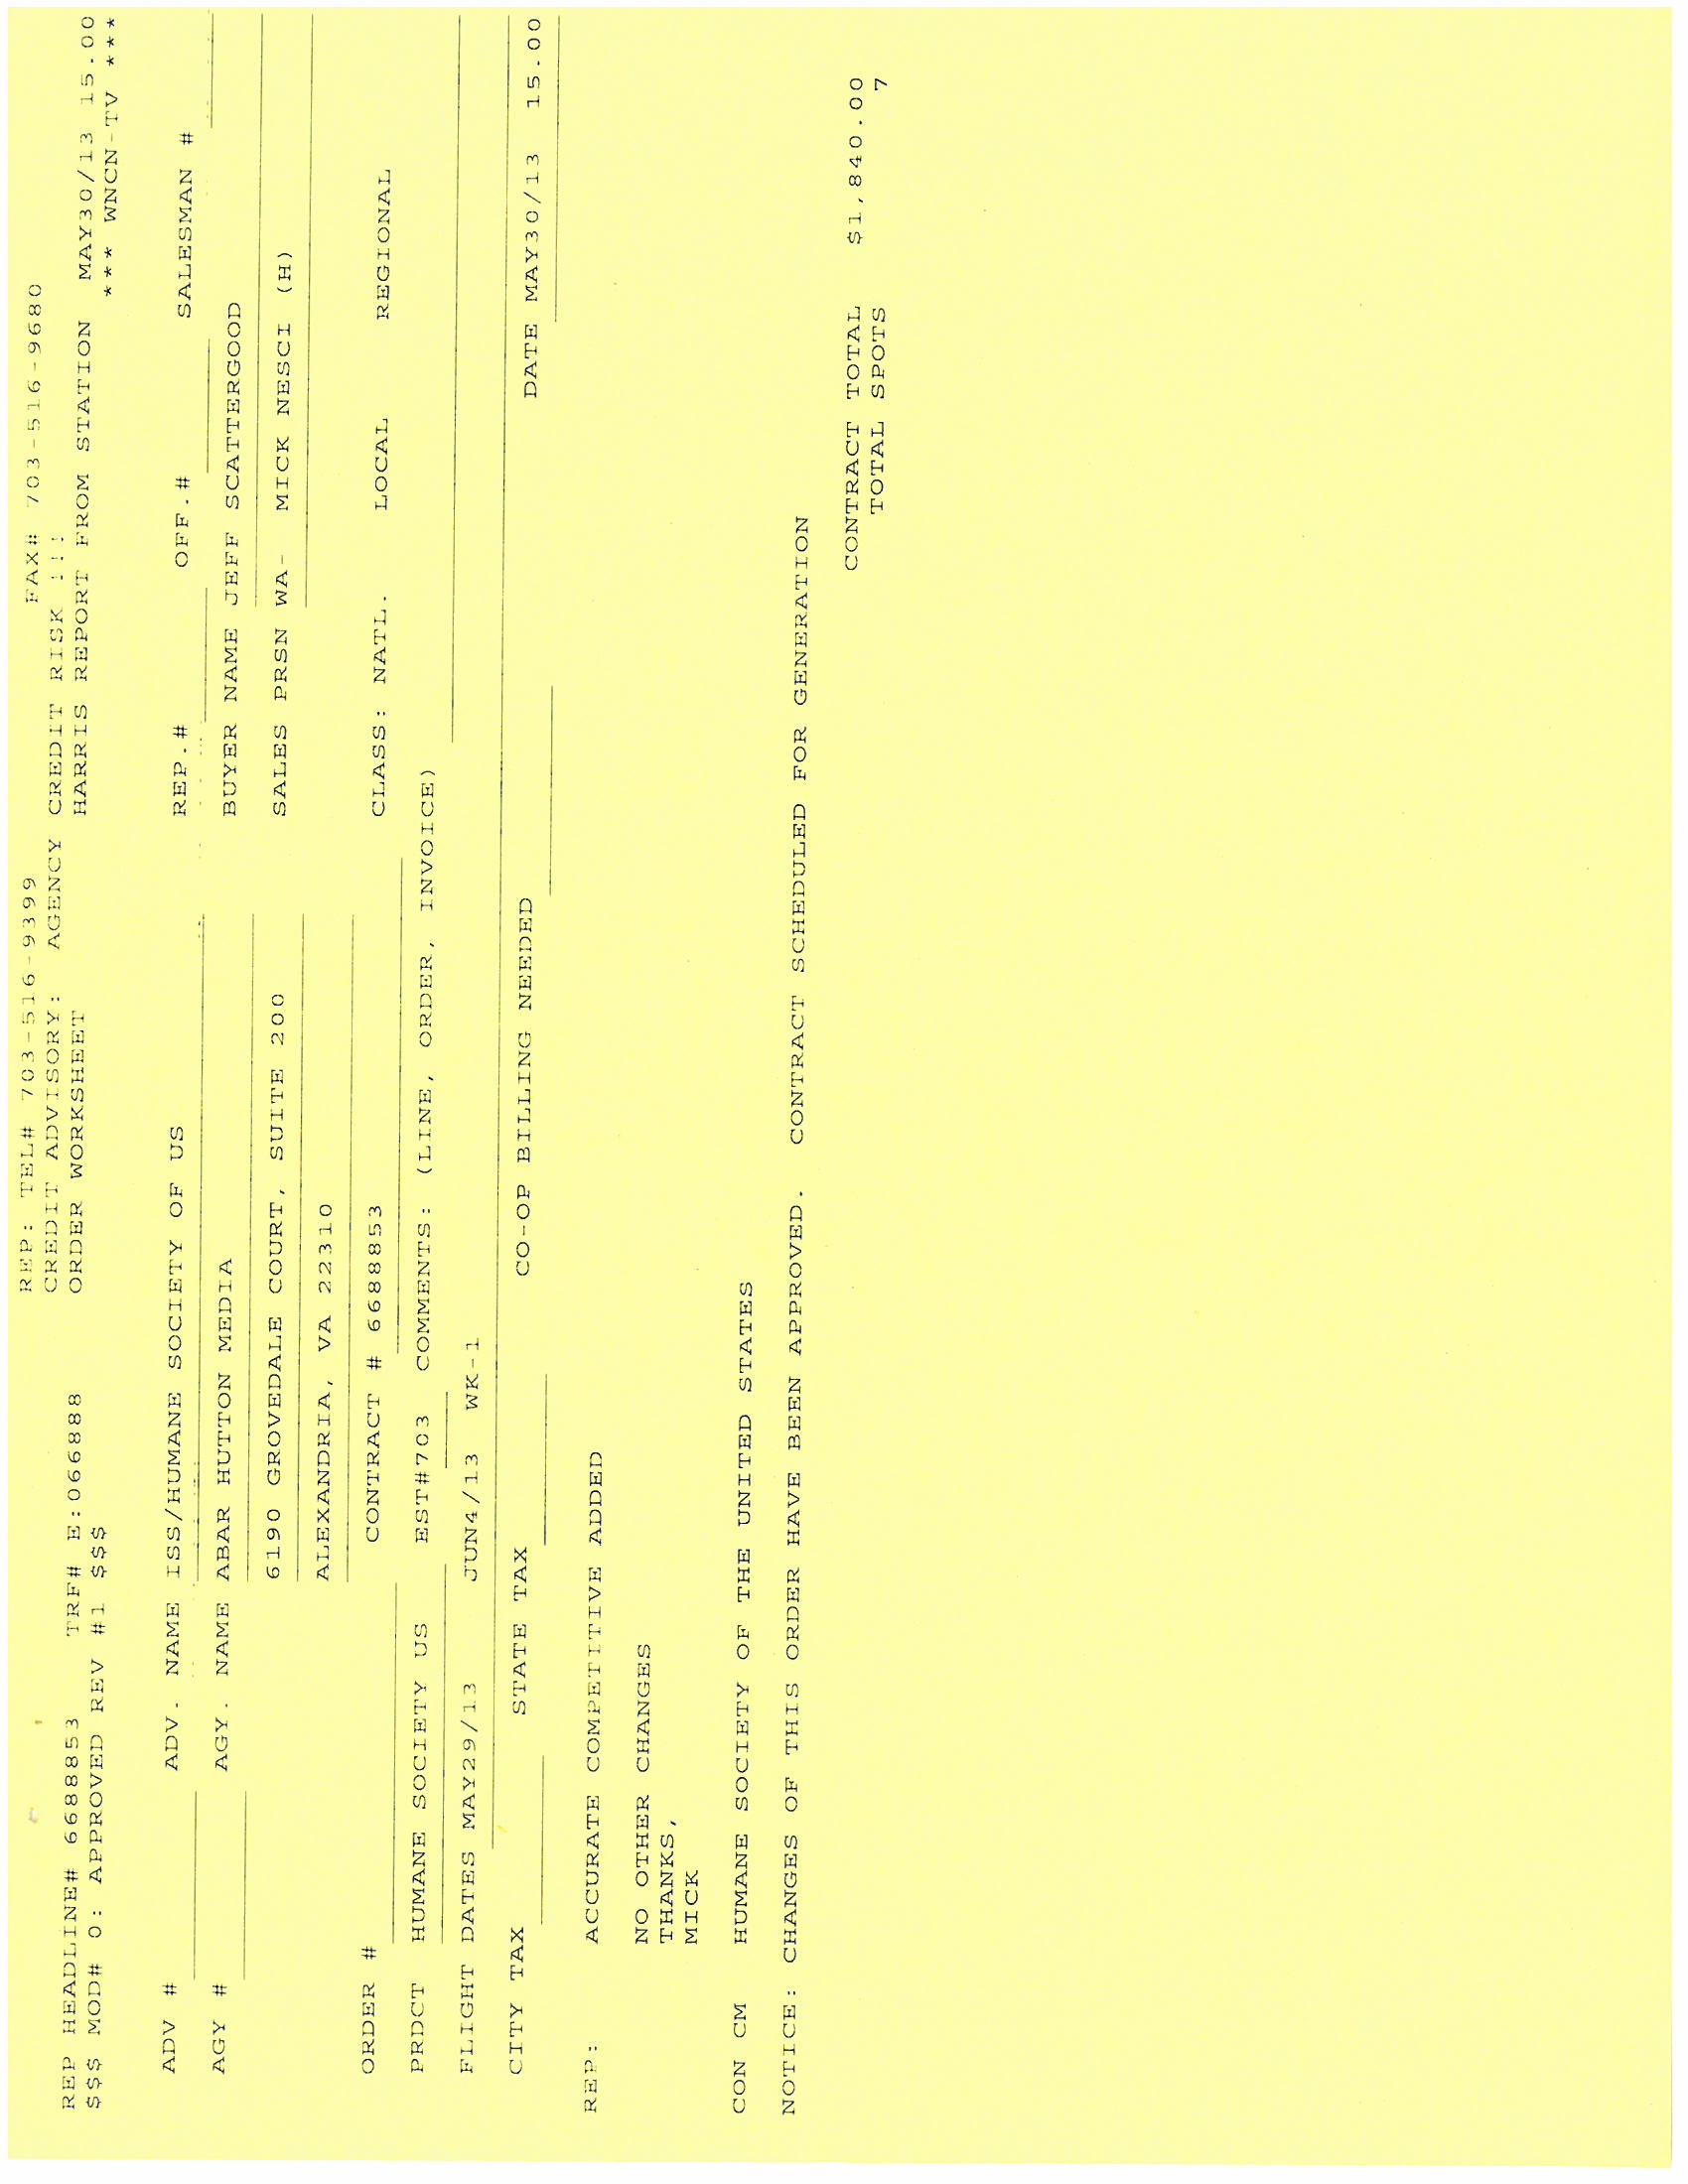 REP: TEL# 703-516-9399 FAX# 703-516-9680
CREDIT ADVISORY: AGENCY CREDIT RISK !!!
REP HEADLINE# 6688853 TRF# E:066888 ORDER WORKSHEET HARRIS REPORT FROM STATION MAY30/13 15.00
$$$ MOD# 0: APPROVED REV #1 $$$ *** WNCN-TV ***
ADV # ADV. NAME ISS/HUMANE SOCIETY OF US REP.# OFF.# SALESMAN #
AGY # AGY. NAME ABAR HUTTON MEDIA BUYER NAME JEFF SCATTERGOOD
6190 GROVEDALE COURT, SUITE 200 SALES PRSN WA- MICK NESCI (H)
ALEXANDRIA, VA 22310
ORDER # CONTRACT # 6688853 CLASS: NATL. LOCAL REGIONAL
PRDCT HUMANE SOCIETY US EST#703 COMMENTS: (LINE, ORDER, INVOICE)
FLIGHT DATES MAY29/13 JUN4/13 WK-1
CITY TAX STATE TAX CO-OP BILLING NEEDED DATE MAY30/13 15.00
REP: ACCURATE COMPETITIVE ADDED
NO OTHER CHANGES
THANKS,
MICK
CON CM HUMANE SOCIETY OF THE UNITED STATES
NOTICE: CHANGES OF THIS ORDER HAVE BEEN APPROVED. CONTRACT SCHEDULED FOR GENERATION
CONTRACT TOTAL $1,840.00
TOTAL SPOTS 7